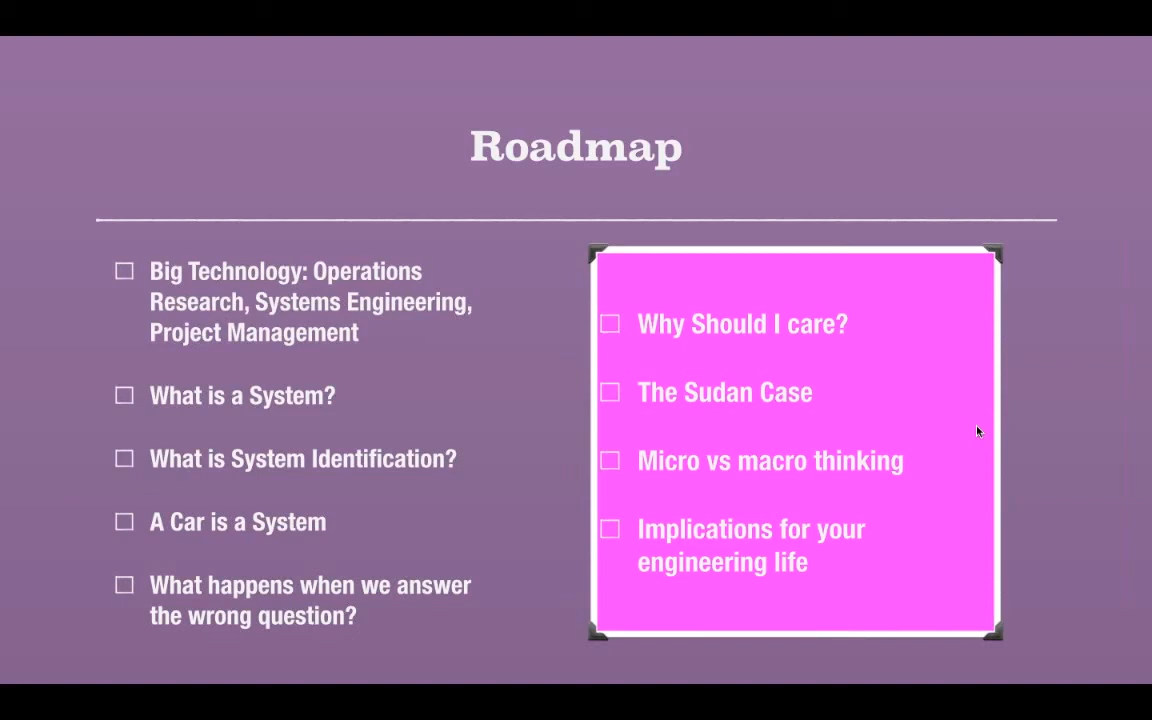 Roadmap
Big Technology: Operations
Research, Systems Engineering,
Project Management
What is a System?
What is System Identification?
A Car is a System
What happens when we answer
the wrong question?
Why Should I care?
The Sudan Case
Micro vs macro thinking
Implications for your
engineering life